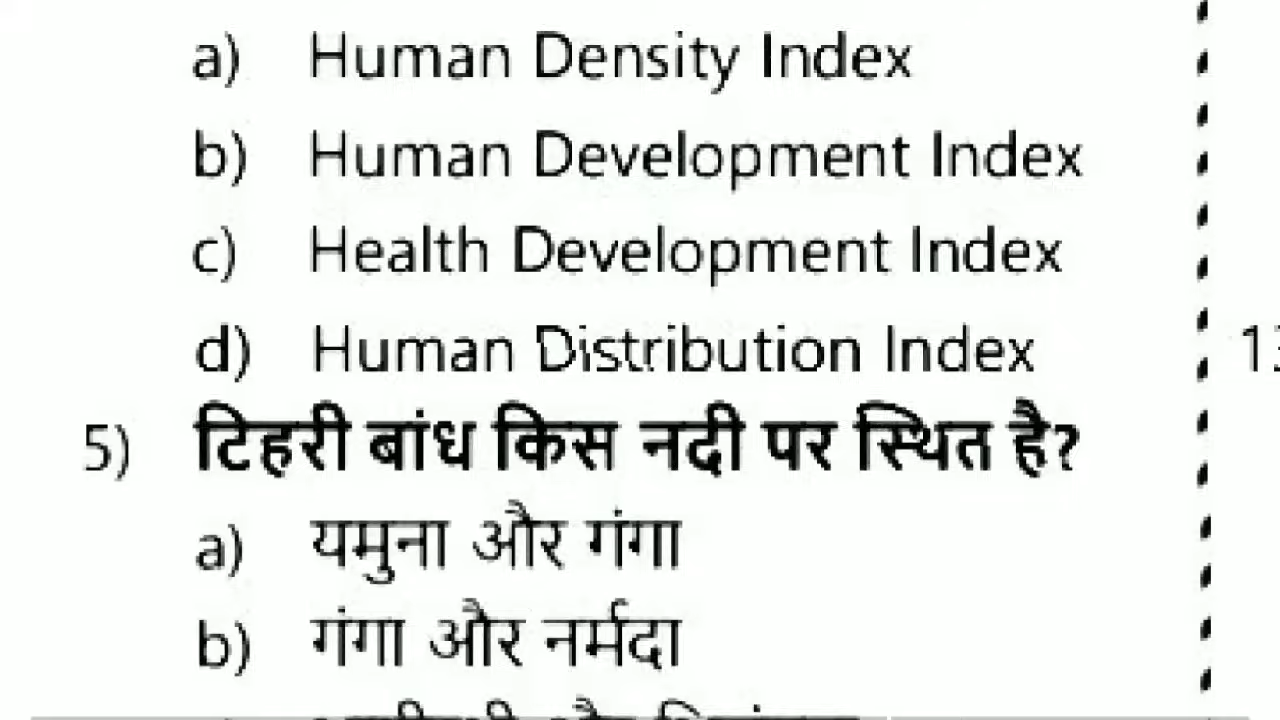 a) Human Density Index
b) Human Development Index
c) Health Development Index
d) Human Distribution Index
5) टिहरी बांध किस नदी पर स्थित है?
a) यमुना और गंगा
b) गंगा और नर्मदा